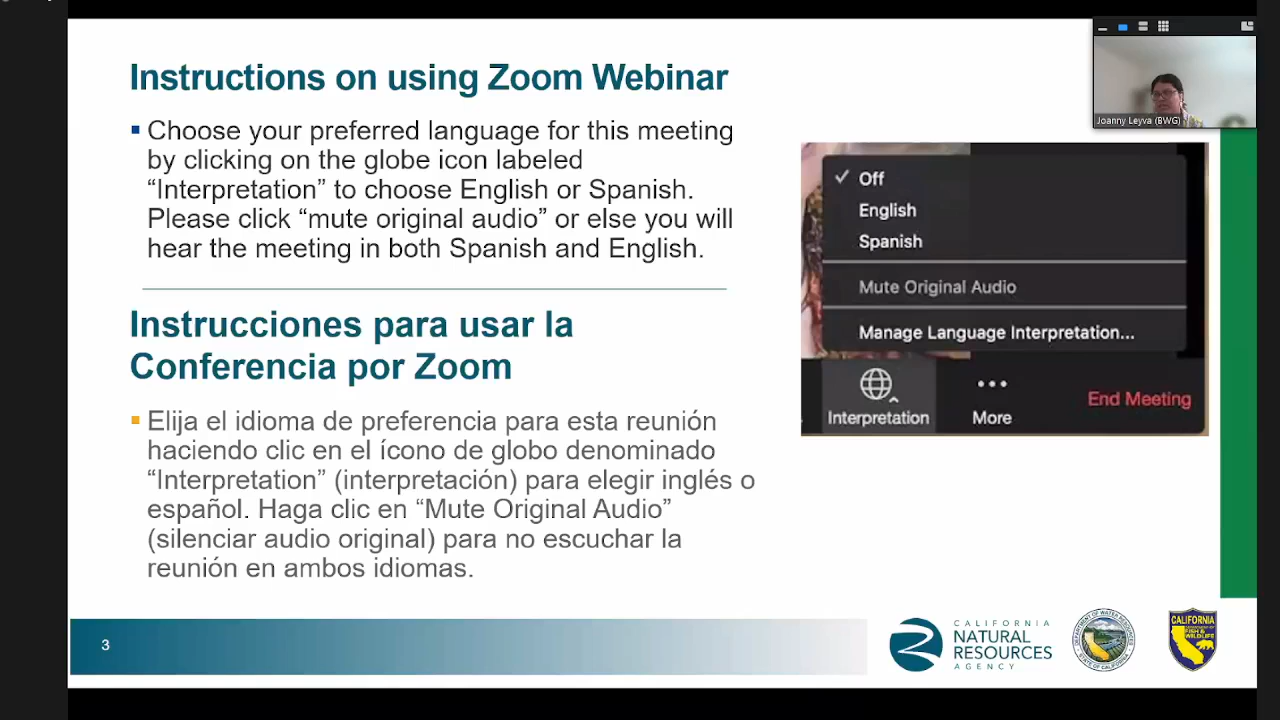 Instructions on using Zoom Webinar
Choose your preferred language for this meeting
by clicking on the globe icon labeled
“Interpretation” to choose English or Spanish.
Please click “mute original audio” or else you will
hear the meeting in both Spanish and English.
Instrucciones para usar la
Conferencia por Zoom
Elija el idioma de preferencia para esta reunión
haciendo clic en el ícono de globo denominado
“Interpretation” (interpretación) para elegir inglés o
español. Haga clic en “Mute Original Audio”
(silenciar audio original) para no escuchar la
reunión en ambos idiomas.
Joanny Leyva (BWG)
Off
English
Spanish
Mute Original Audio
Manage Language Interpretation...
Interpretation
More
End Meeting
3
CALIFORNIA
NATURAL
RESOURCES
AGENCY
CALIFORNIA
FISH &
WILDLIFE